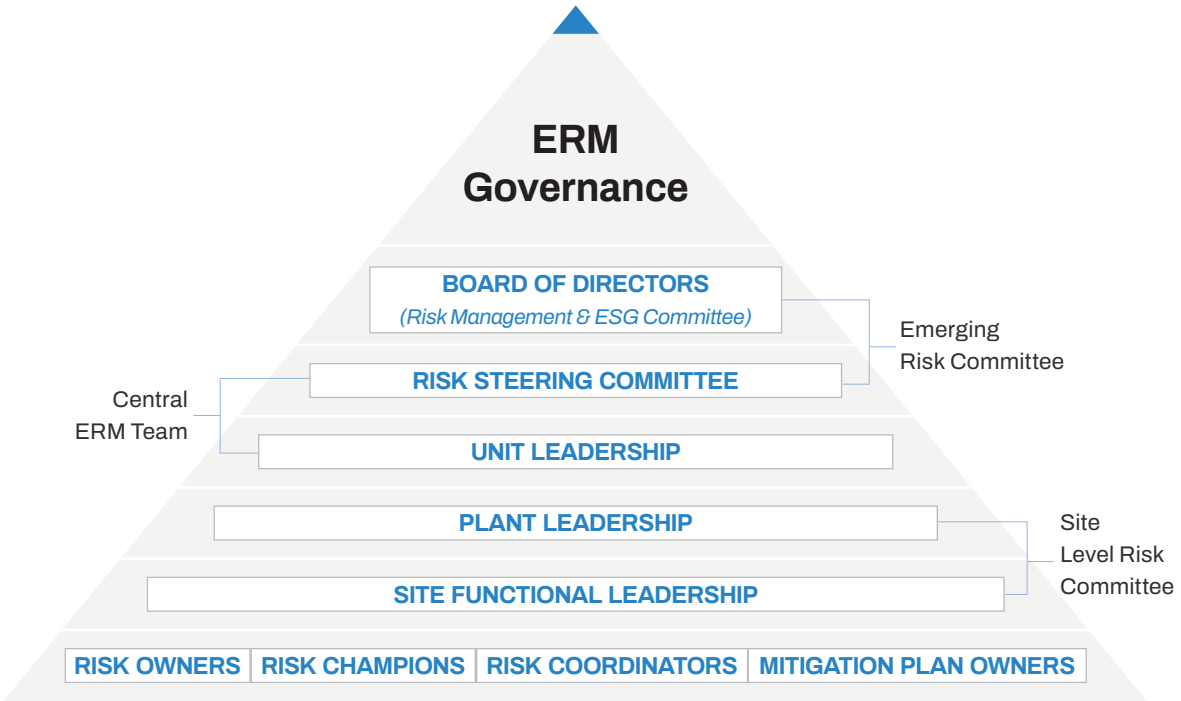 ERM
Governance
BOARD OF DIRECTORS
(Risk Management & ESG Committee)
Emerging
Risk Committee
RISK STEERING COMMITTEE
Central
ERM Team
UNIT LEADERSHIP
PLANT LEADERSHIP
Site
Level Risk
Committee
SITE FUNCTIONAL LEADERSHIP
RISK OWNERS
RISK CHAMPIONS
RISK COORDINATORS
MITIGATION PLAN OWNERS